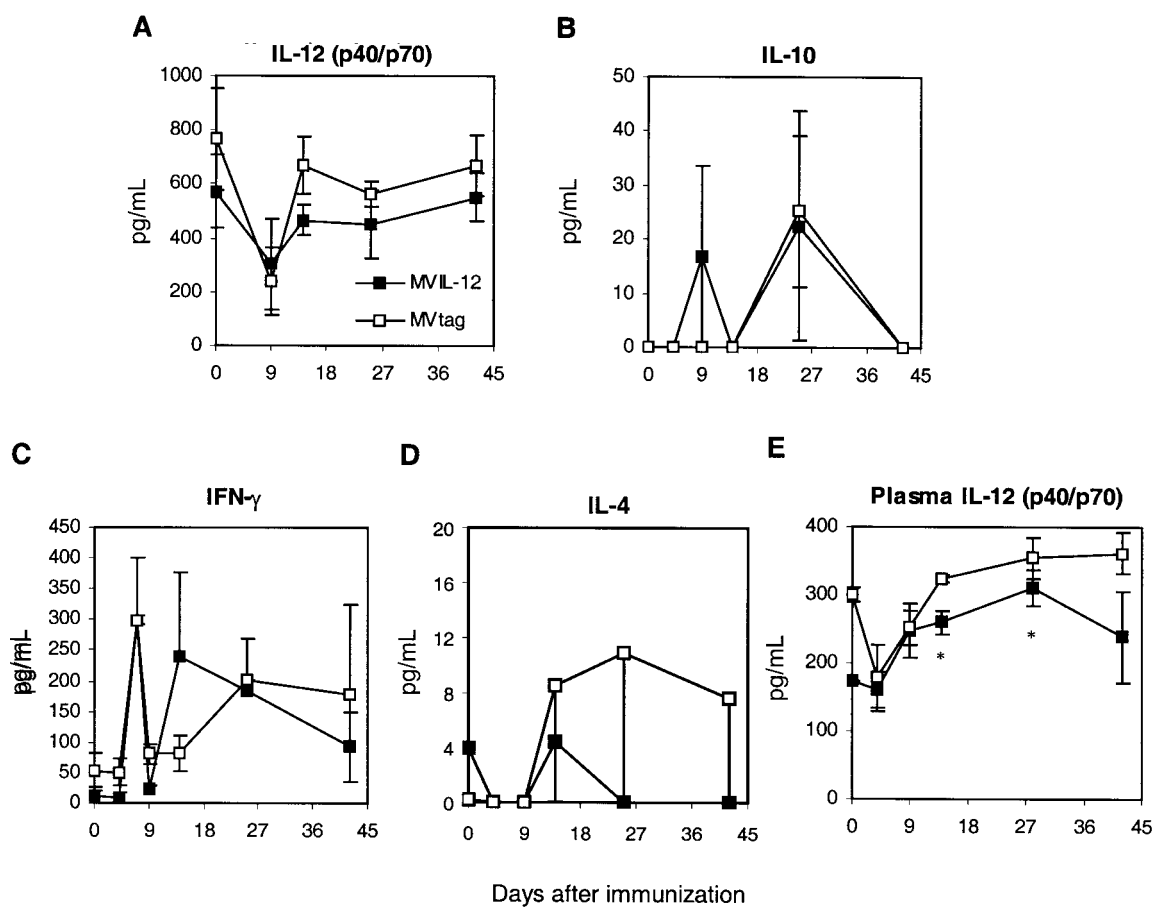 A
IL-12 (p40/p70)
1000
800
600
400
200
0
pg/mL
MVIL-12
MVtag
0 9 18 27 36 45
B
IL-10
50
40
30
20
10
0
pg/mL
0 9 18 27 36 45
C
IFN-γ
450
400
350
300
250
200
150
100
50
0
pg/mL
0 9 18 27 36 45
D
IL-4
20
16
12
8
4
0
pg/mL
0 9 18 27 36 45
E
Plasma IL-12 (p40/p70)
400
300
200
100
0
pg/mL
*
*
0 9 18 27 36 45
Days after immunization